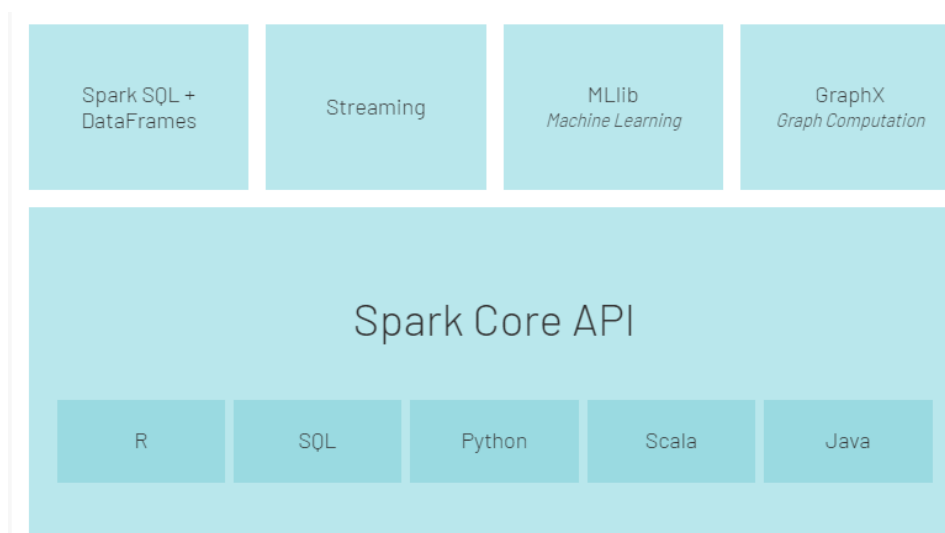 Spark SQL +
DataFrames
Streaming
MLlib
Machine Learning
GraphX
Graph Computation
Spark Core API
R
SQL
Python
Scala
Java